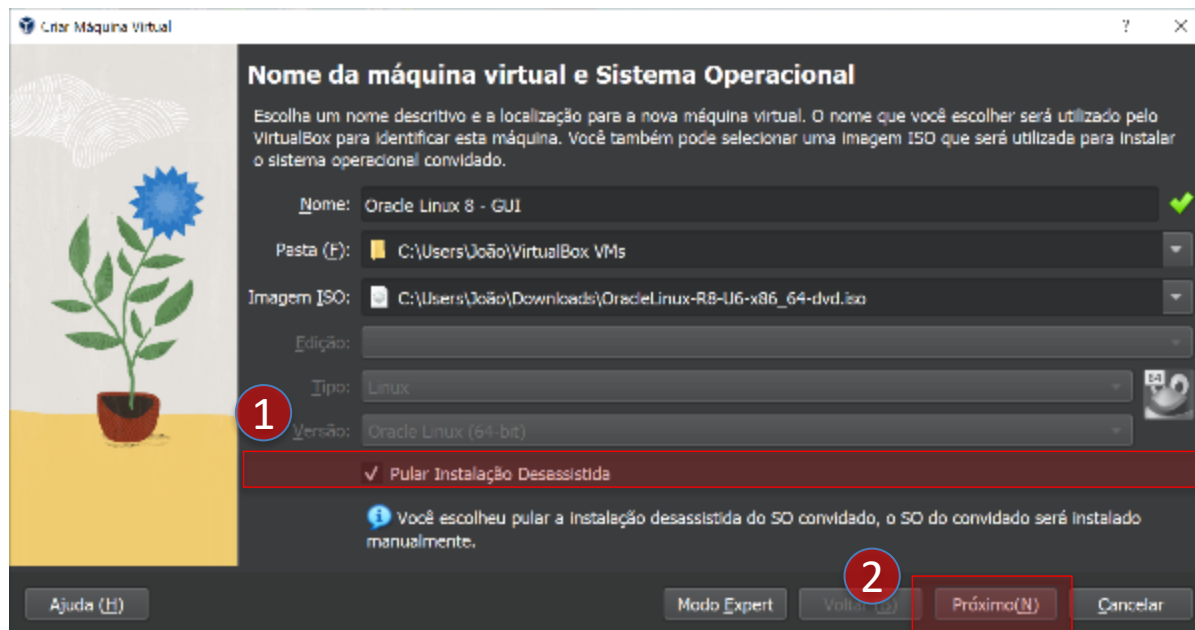 Criar Máquina Virtual
?
Nome da máquina virtual e Sistema Operacional
Escolha um nome descritivo e a localização para a nova máquina virtual. O nome que você escolher será utilizado pelo
VirtualBox para identificar esta máquina. Você também pode selecionar uma imagem ISO que será utilizada para instalar
o sistema operacional convidado.
Nome: Oracle Linux 8 - GUI
Pasta (F): C:\Users\João\VirtualBox VMs
Imagem ISO: C:\Users\João\Downloads\OracleLinux-R8-U6-x86_64-dvd.iso
Edição:
Tipo: Linux
64
1
Versão: Oracle Linux (64-bit)
Pular Instalação Desassistida
Você escolheu pular a instalação desassistida do SO convidado, o SO do convidado será instalado
manualmente.
2
Ajuda (H) Modo Expert Próximo(N) Cancelar